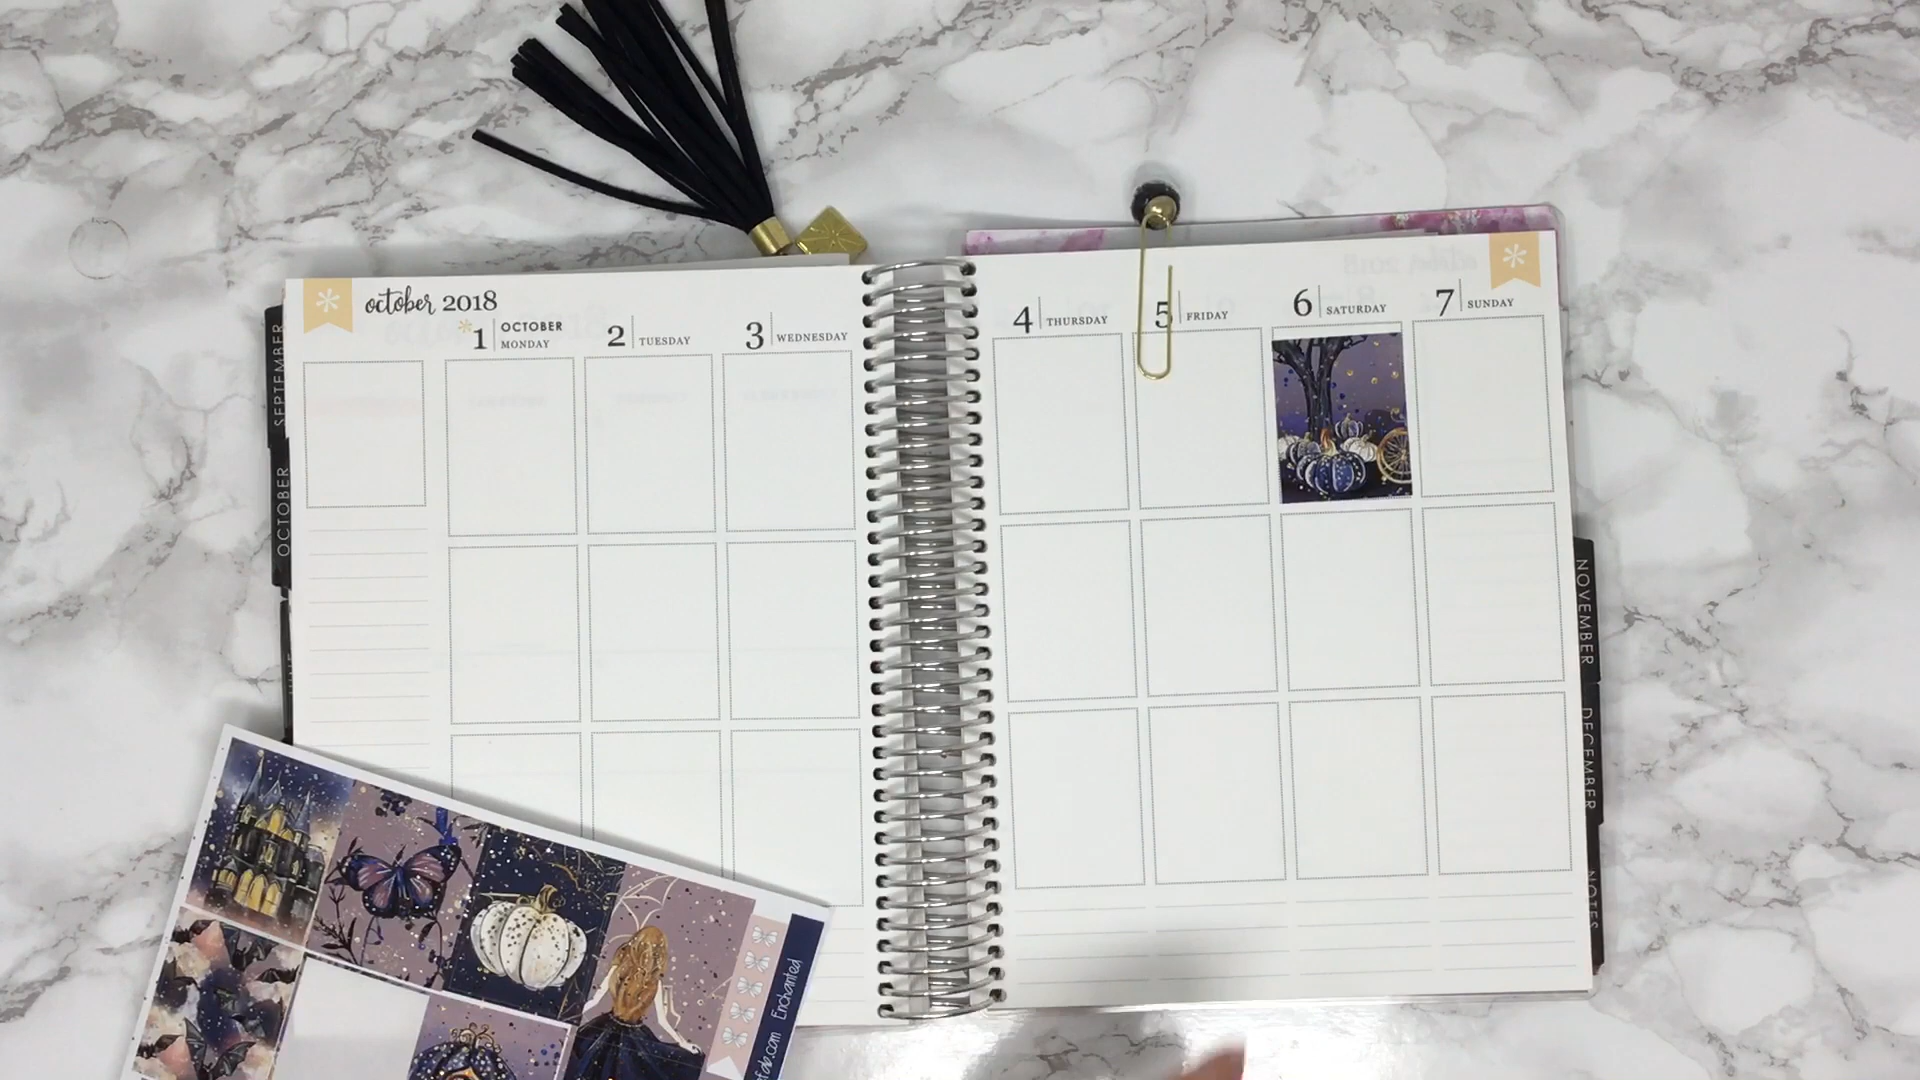 october 2018
1 OCTOBER MONDAY
2 TUESDAY
3 WEDNESDAY
4 THURSDAY
5 FRIDAY
6 SATURDAY
7 SUNDAY
SEPTEMBER
OCTOBER
NOVEMBER
DECEMBER
NOTES
Enchanted